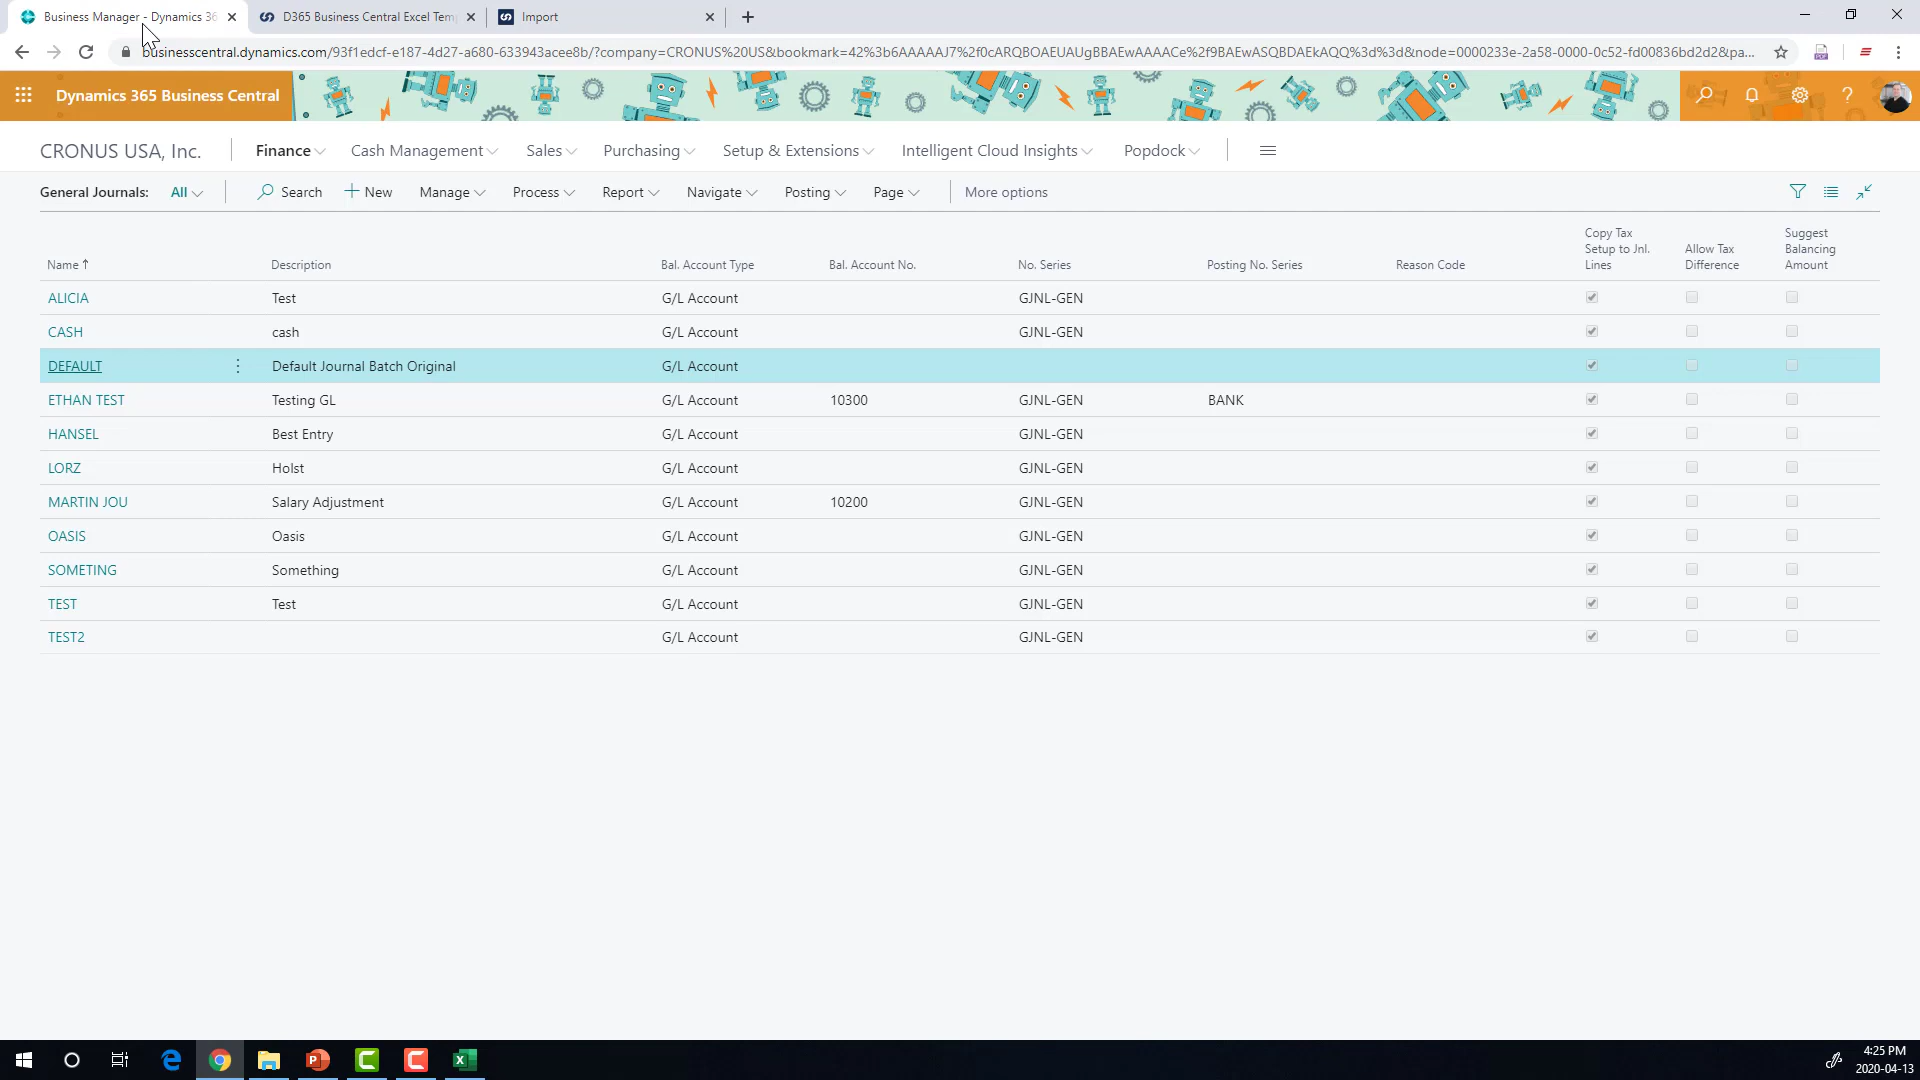 Business Manager - Dynamics 36
D365 Business Central Excel Temp
Import
businesscentral.dynamics.com/93f1edcf-e187-4d27-a680-633943acee8b/?company=CRONUS%20US&bookmark=42%3b6AAAAAJ7%2f0cARQBOAEUAUgBBAEwAAAACe%2f9BAEwASQBDAEkAQQ%3d%3d&node=0000233e-2a58-0000-0c52-fd00836bd2d2&pa...
Dynamics 365 Business Central
CRONUS USA, Inc.
Finance
Cash Management
Sales
Purchasing
Setup & Extensions
Intelligent Cloud Insights
Popdock
General Journals:
All
Search
New
Manage
Process
Report
Navigate
Posting
Page
More options
Name ↑
Description
Bal. Account Type
Bal. Account No.
No. Series
Posting No. Series
Reason Code
Copy Tax
Setup to Jnl.
Lines
Allow Tax
Difference
Suggest
Balancing
Amount
ALICIA Test G/L Account GJNL-GEN
CASH cash G/L Account GJNL-GEN
DEFAULT Default Journal Batch Original G/L Account
ETHAN TEST Testing GL G/L Account 10300 GJNL-GEN BANK
HANSEL Best Entry G/L Account GJNL-GEN
LORZ Holst G/L Account GJNL-GEN
MARTIN JOU Salary Adjustment G/L Account 10200 GJNL-GEN
OASIS Oasis G/L Account GJNL-GEN
SOMETING Something G/L Account GJNL-GEN
TEST Test G/L Account GJNL-GEN
TEST2 G/L Account GJNL-GEN
4:25 PM
2020-04-13